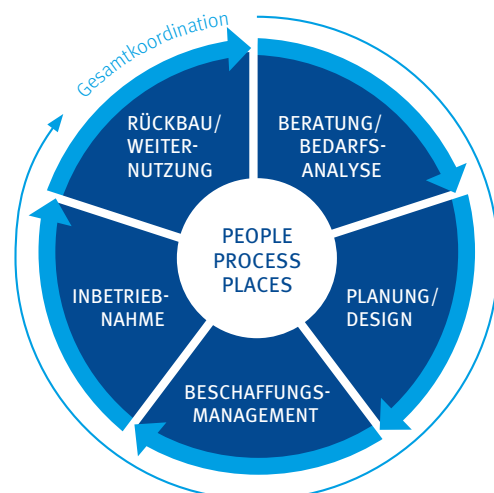 Gesamtkoordination
RÜCKBAU/
WEITER-
NUTZUNG
BERATUNG/
BEDARFS-
ANALYSE
PEOPLE
PROCESS
PLACES
INBETRIEB-
NAHME
PLANUNG/
DESIGN
BESCHAFFUNGS-
MANAGEMENT